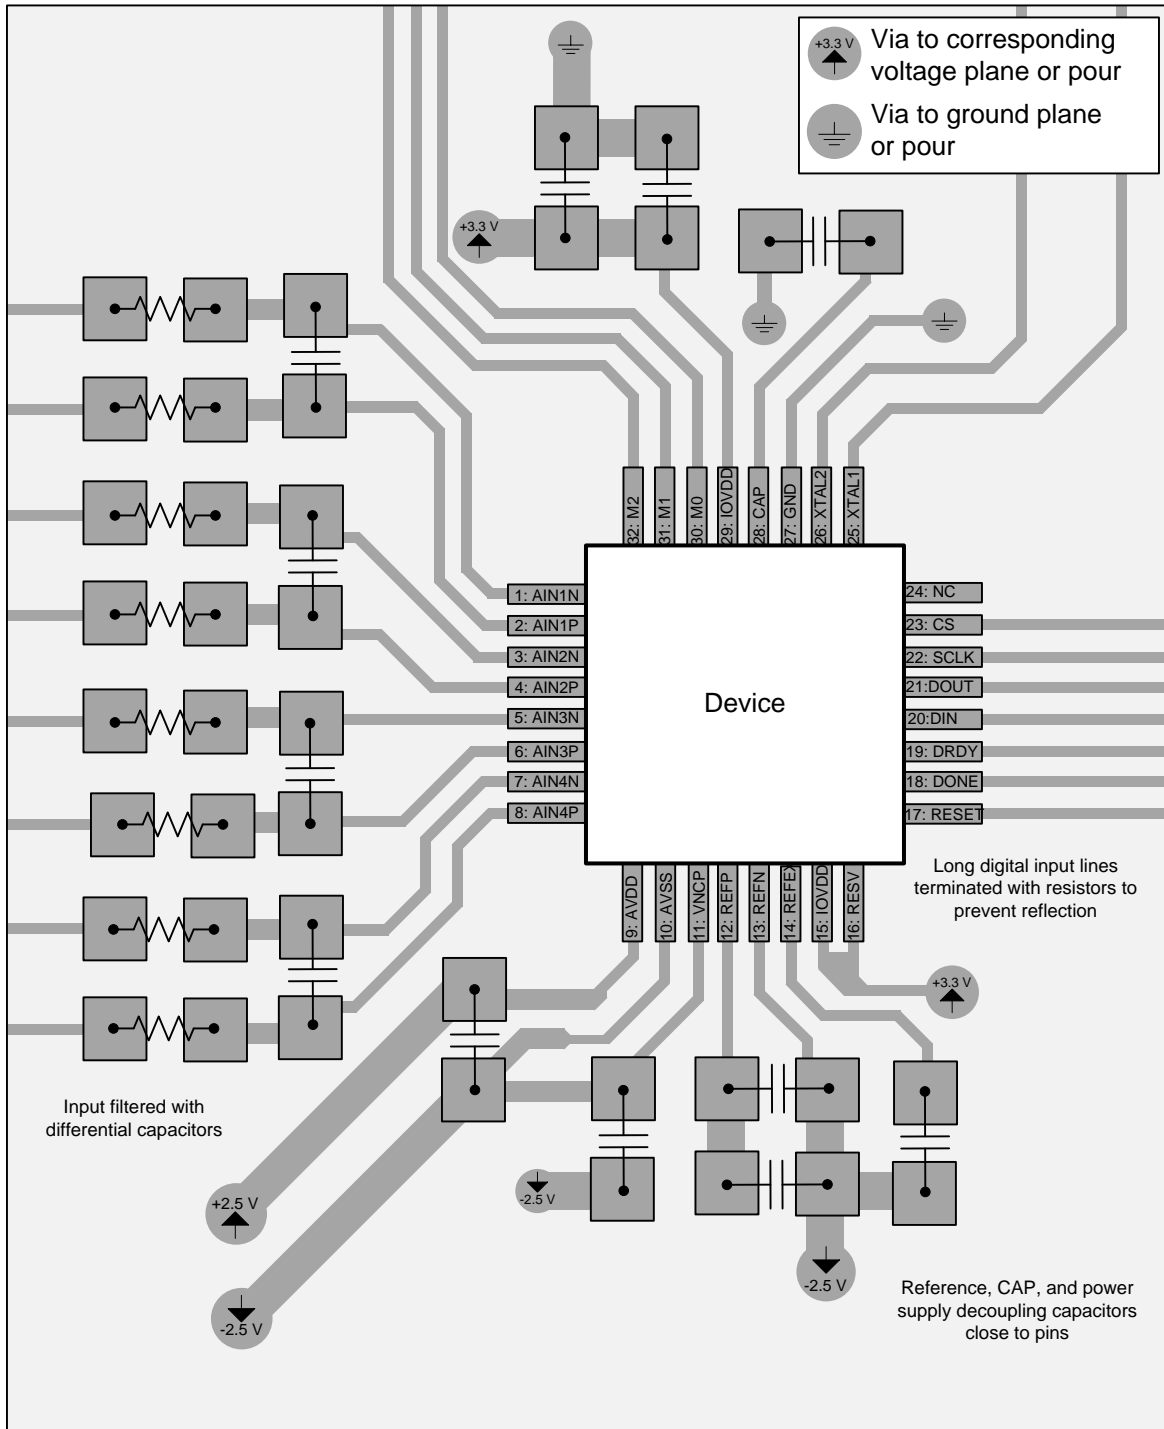 +3.3 V
Via to corresponding
voltage plane or pour
Via to ground plane
or pour
+3.3 V
32: M2
31: M1
30: M0
29: IOVDD
28: CAP
27: GND
26: XTAL2
25: XTAL1
1: AIN1N
2: AIN1P
3: AIN2N
4: AIN2P
5: AIN3N
6: AIN3P
7: AIN4N
8: AIN4P
Device
24: NC
23: CS
22: SCLK
21:DOUT
20:DIN
19: DRDY
18: DONE
17: RESET
9: AVDD
10: AVSS
11: VNCP
12: REFP
13: REFN
14: REFEX
15: IOVDD
16: RESV
Long digital input lines
terminated with resistors to
prevent reflection
+3.3 V
Input filtered with
differential capacitors
+2.5 V
-2.5 V
-2.5 V
-2.5 V
Reference, CAP, and power
supply decoupling capacitors
close to pins